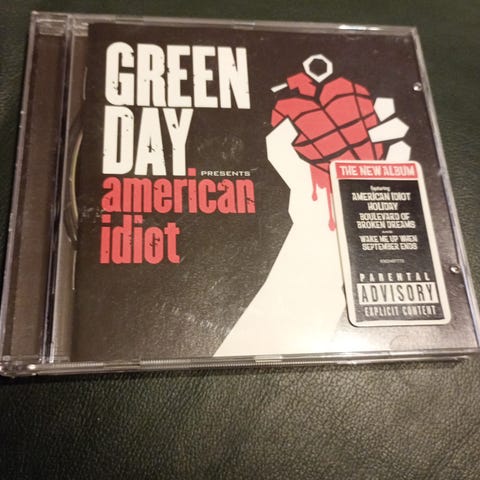 GREEN
DAY
PRESENTS
american
idiot
THE NEW ALBUM
featuring
AMERICAN IDIOT
HOLIDAY
BOULEVARD OF
BROKEN DREAMS
and
WAKE ME UP WHEN
SEPTEMBER ENDS
PARENTAL
ADVISORY
EXPLICIT CONTENT